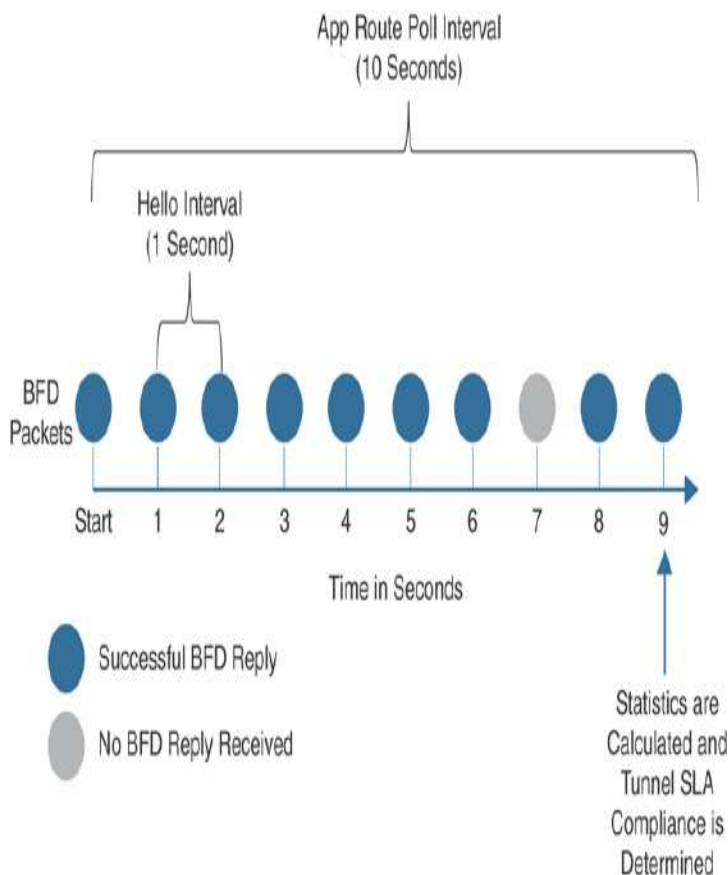 App Route Poll Interval
(10 Seconds)
Hello Interval
(1 Second)
BFD
Packets
Start 1 2 3 4 5 6 7 8 9
Time in Seconds
Successful BFD Reply
No BFD Reply Received
Statistics are
Calculated and
Tunnel SLA
Compliance is
Determined